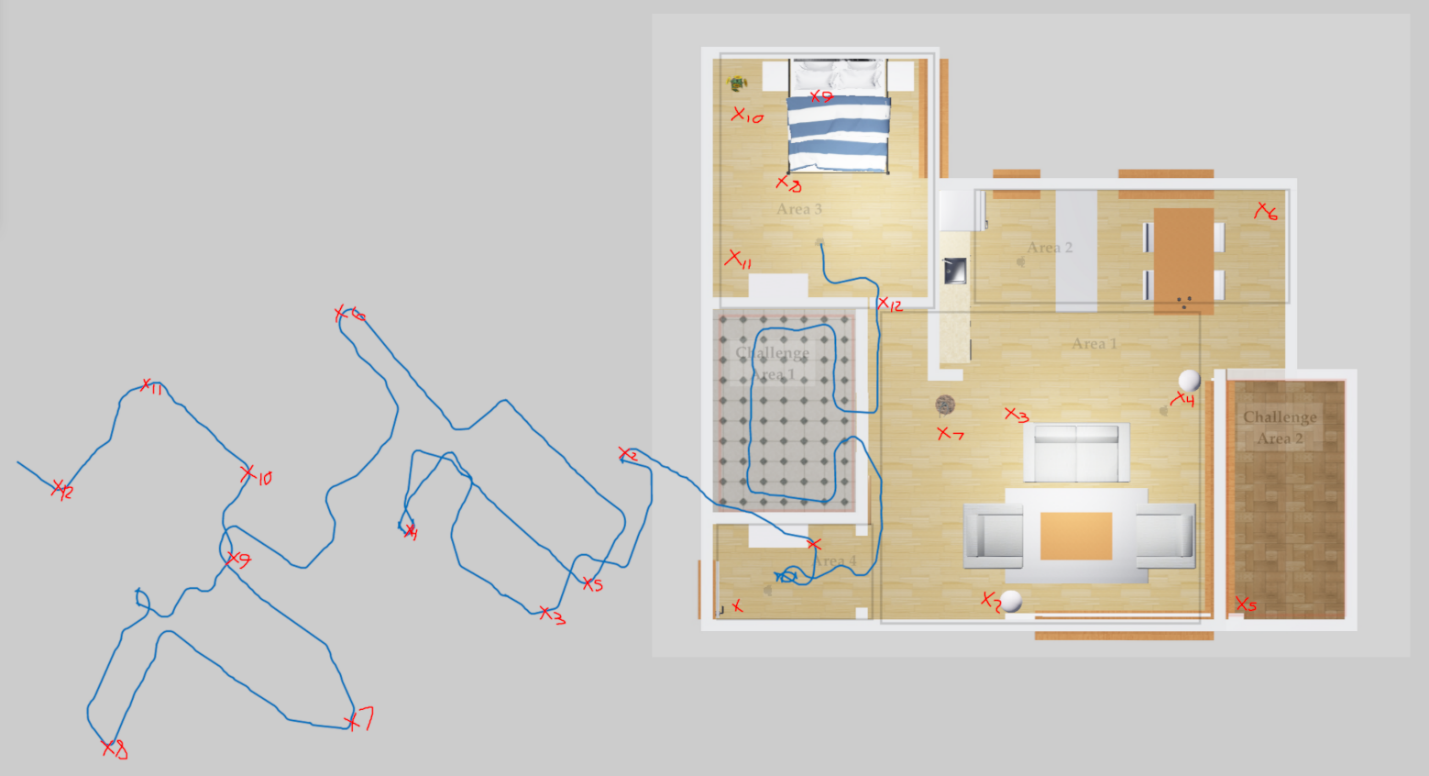 X9
X10
X8
Area 3
X6
Area 2
X11
X12
X6
Area 1
Challenge
Area 1
X11
X4
X3
Challenge
Area 2
X7
X2
X10
X12
X4
X
X9
Area 4
X5
X3
X
X2
X5
X7
X8